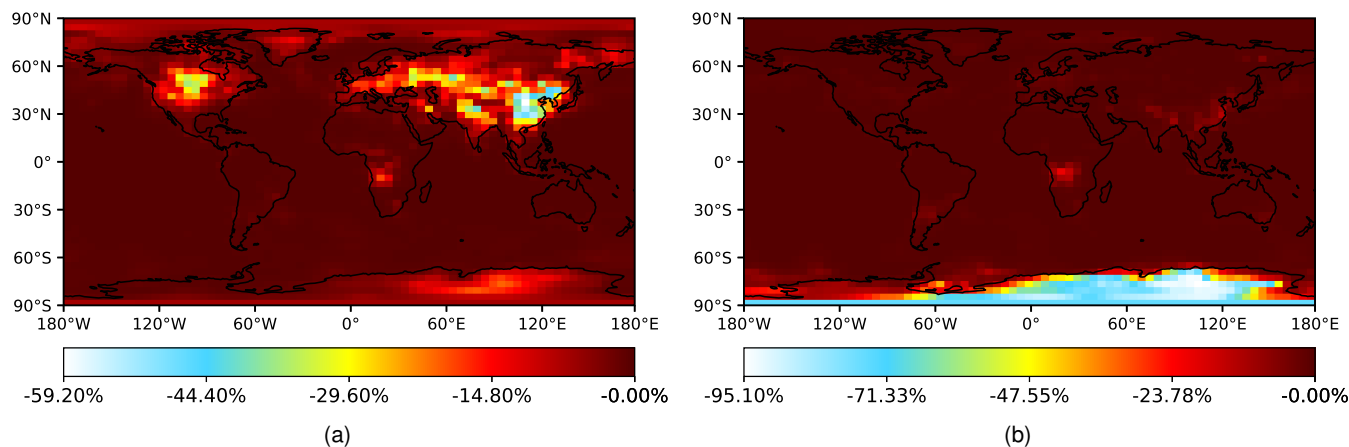 90°N
60°N
30°N
0°
30°S
60°S
90°S
180°W 120°W 60°W 0° 60°E 120°E 180°E
-59.20% -44.40% -29.60% -14.80% -0.00%
(a)
90°N
60°N
30°N
0°
30°S
60°S
90°S
180°W 120°W 60°W 0° 60°E 120°E 180°E
-95.10% -71.33% -47.55% -23.78% -0.00%
(b)